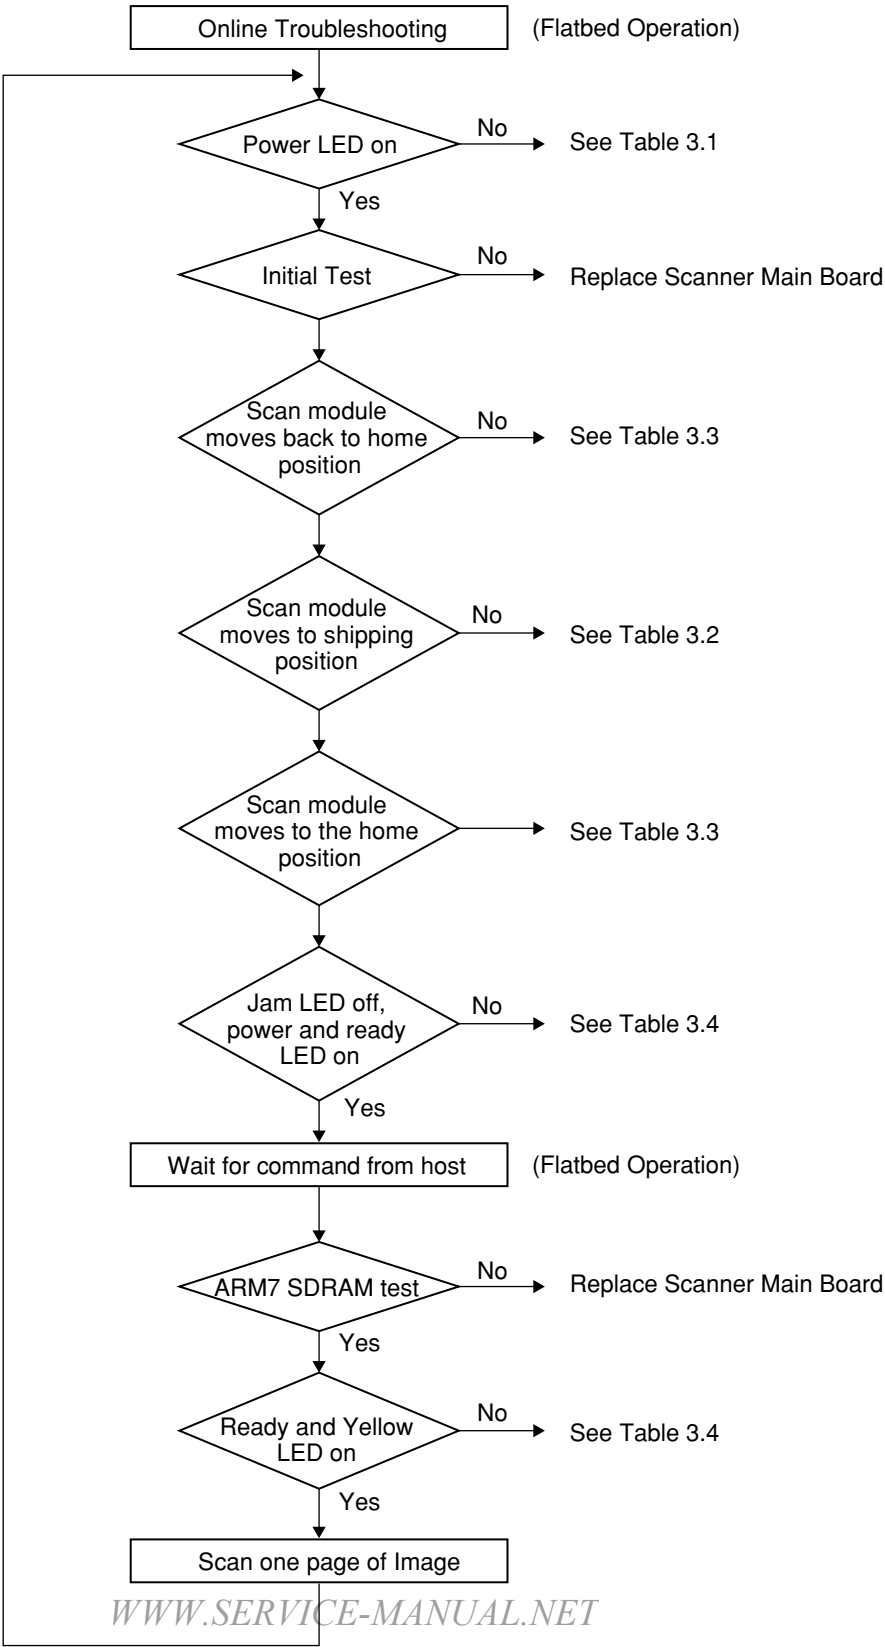 Online Troubleshooting
(Flatbed Operation)
Power LED on
No
See Table 3.1
Yes
Initial Test
No
Replace Scanner Main Board
Scan module
moves back to home
position
No
See Table 3.3
Scan module
moves to shipping
position
No
See Table 3.2
Scan module
moves to the home
position
See Table 3.3
Jam LED off,
power and ready
LED on
No
See Table 3.4
Yes
Wait for command from host
(Flatbed Operation)
ARM7 SDRAM test
No
Replace Scanner Main Board
Yes
Ready and Yellow
LED on
No
See Table 3.4
Yes
Scan one page of Image
WWW.SERVICE-MANUAL.NET